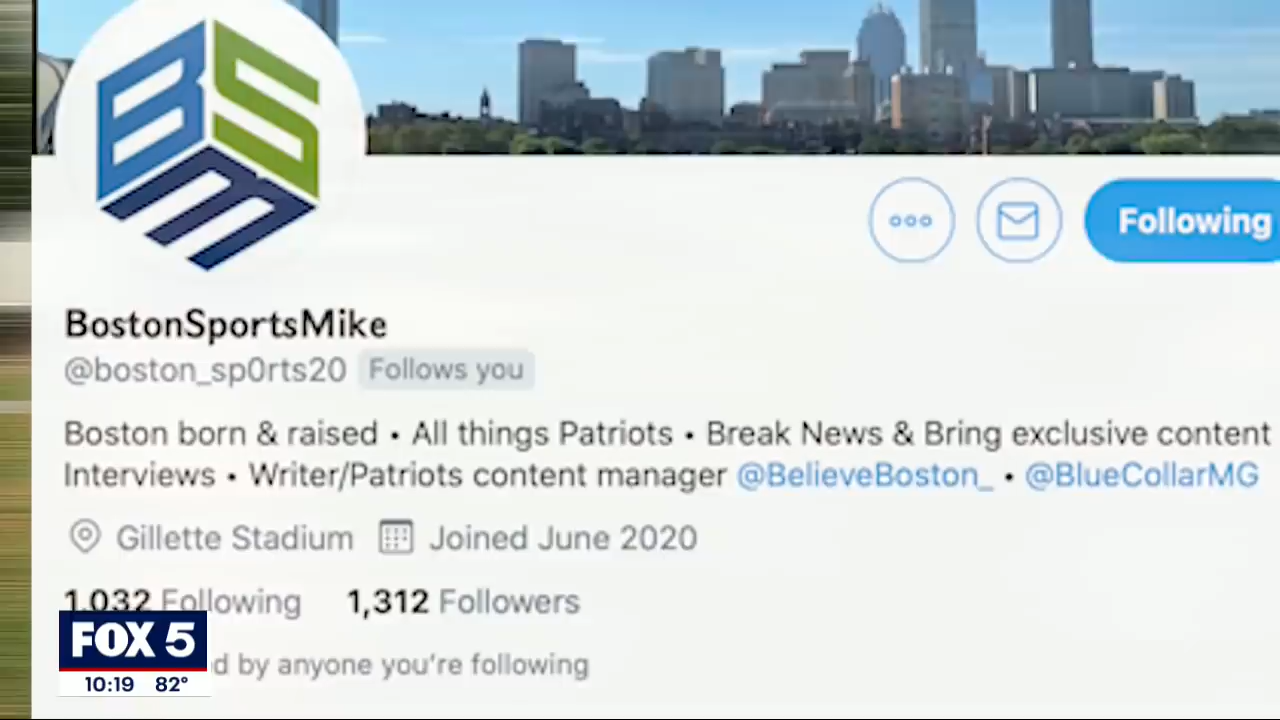 BSM
ooo
Following
BostonSportsMike
@boston_sp0rts20 Follows you
Boston born & raised • All things Patriots • Break News & Bring exclusive content
Interviews • Writer/Patriots content manager @BelieveBoston_ • @BlueCollarMG
Gillette Stadium Joined June 2020
1,032 Following 1,312 Followers
d by anyone you're following
FOX 5
10:19 82°